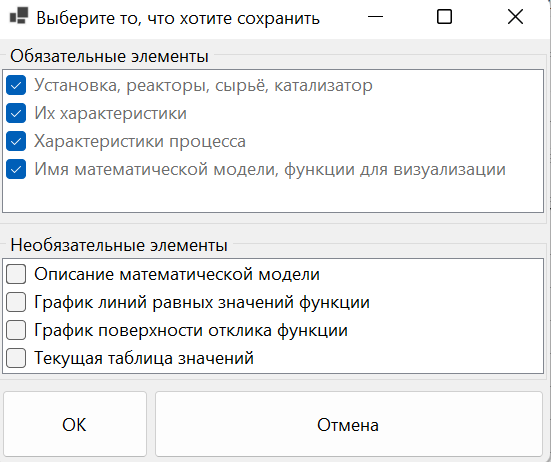 Выберите то, что хотите сохранить
Обязательные элементы
Установка, реакторы, сырьё, катализатор
Их характеристики
Характеристики процесса
Имя математической модели, функции для визуализации
Необязательные элементы
Описание математической модели
График линий равных значений функции
График поверхности отклика функции
Текущая таблица значений
ОК
Отмена